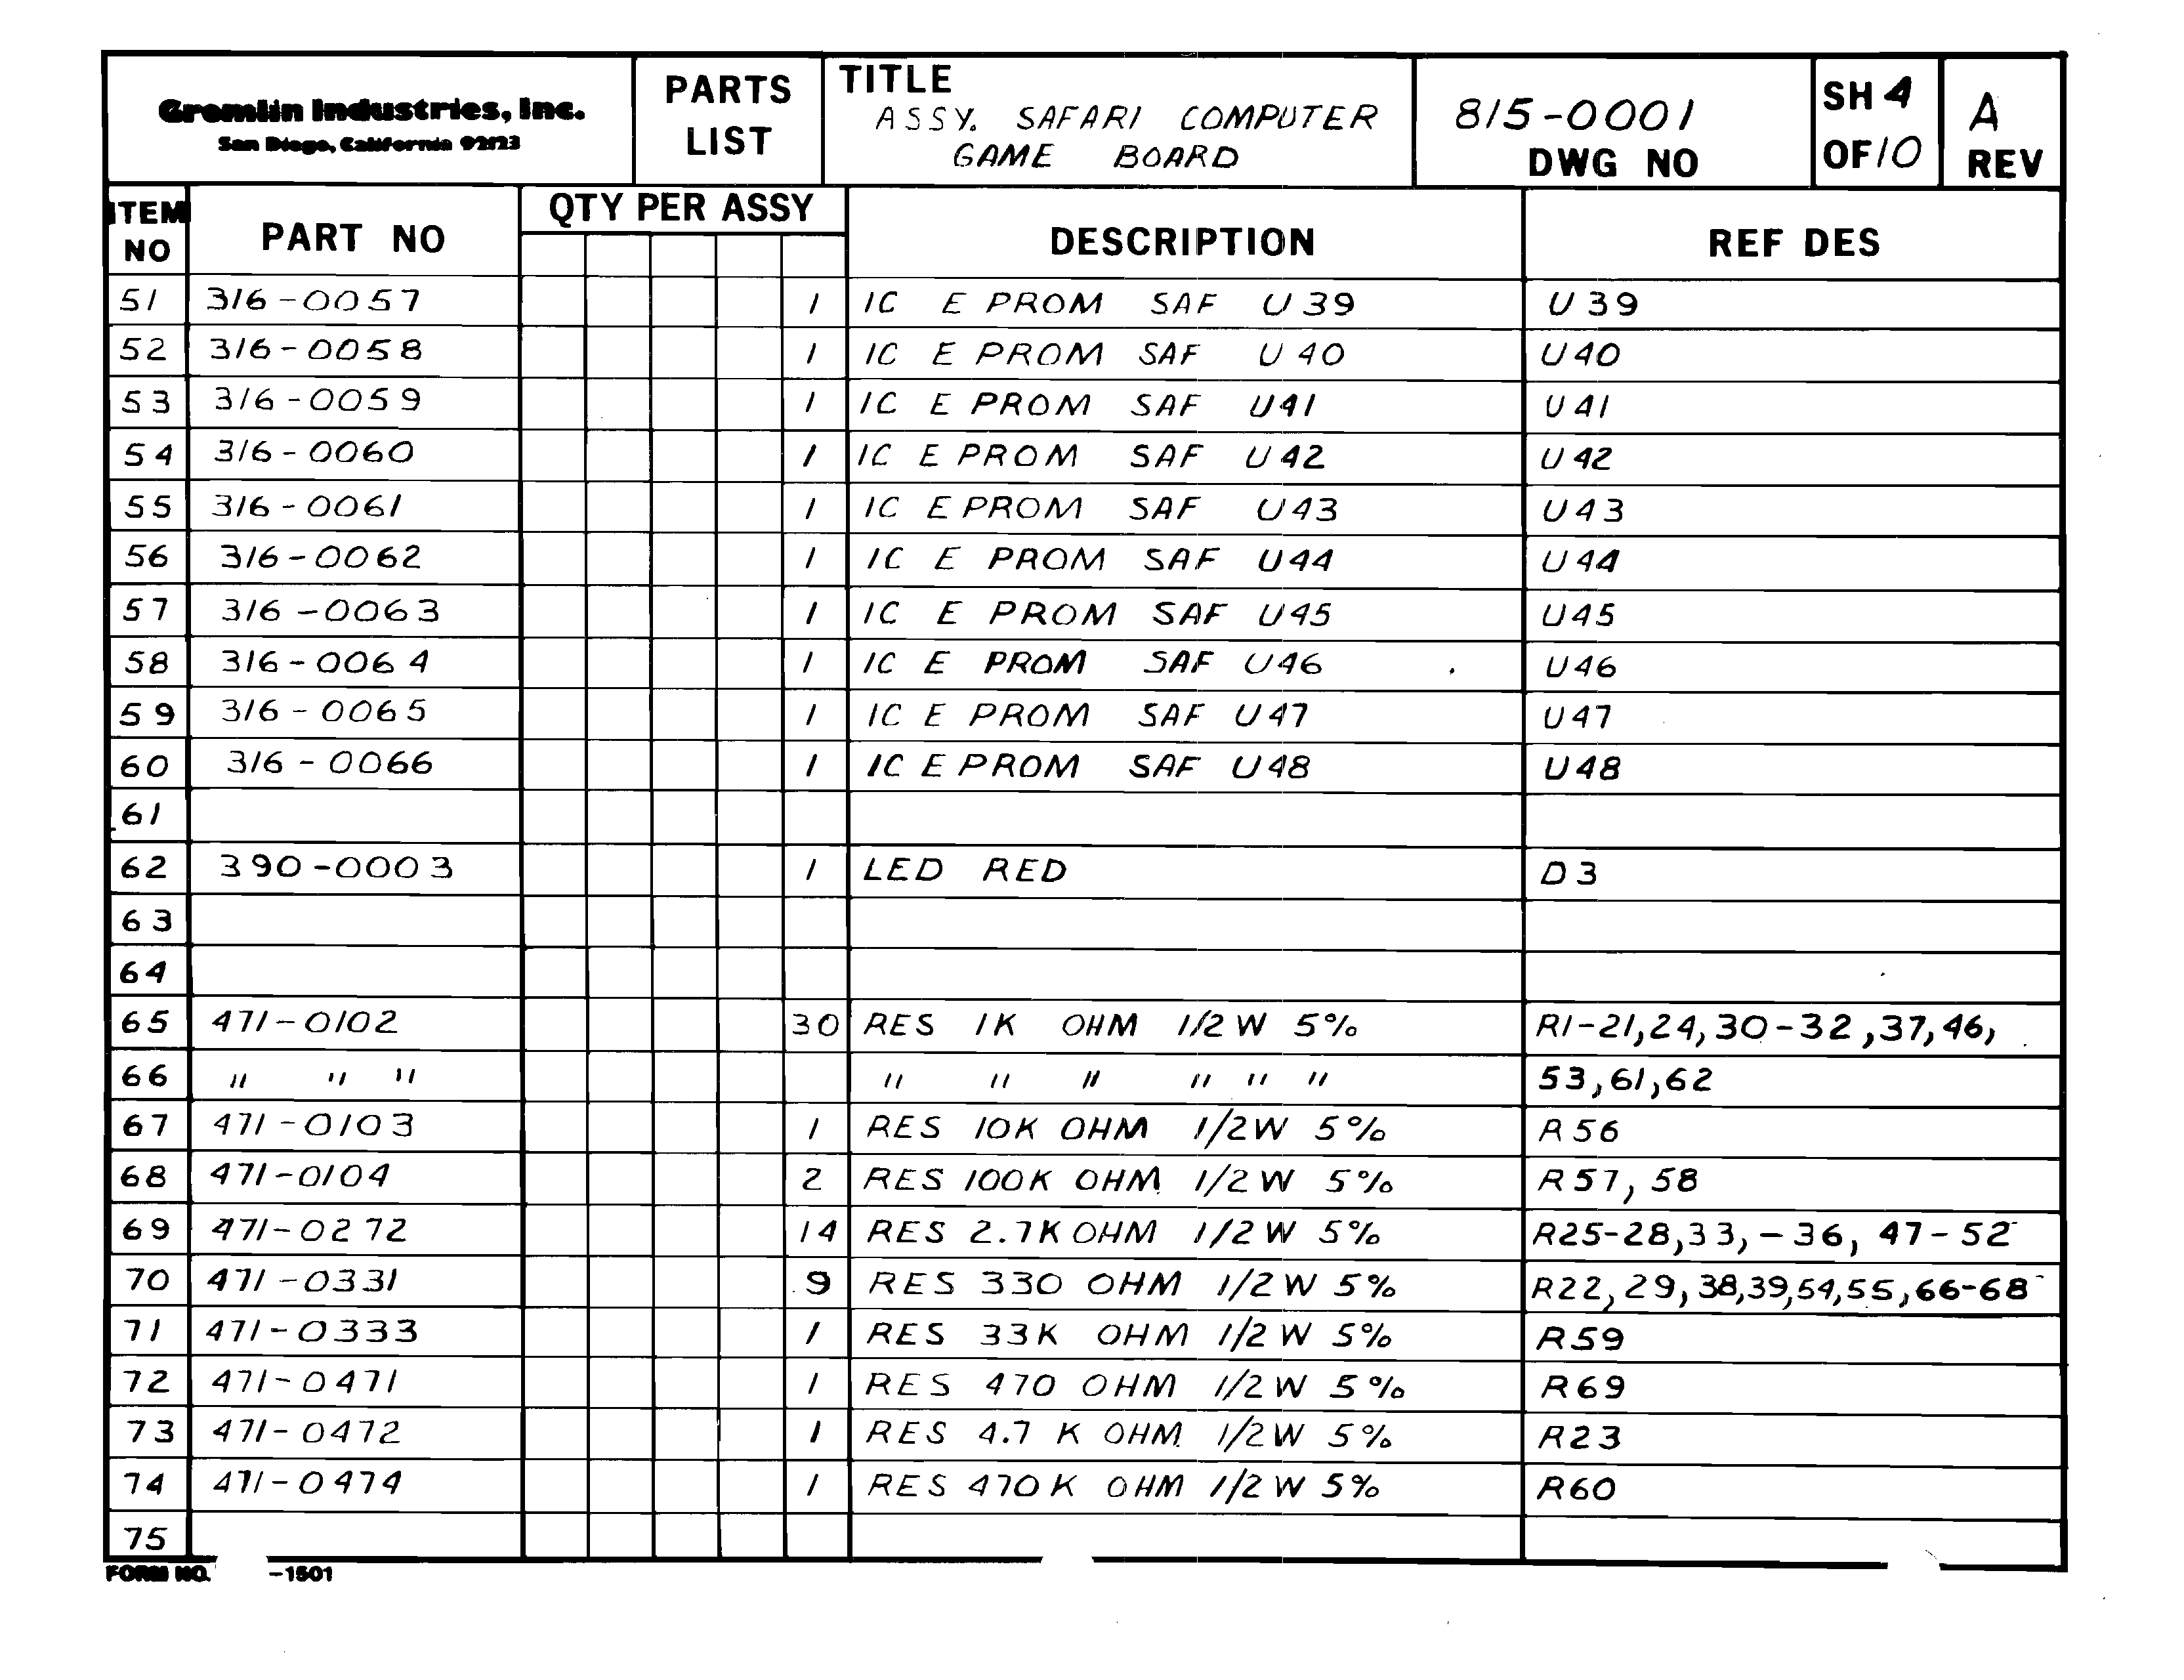 Gremlin Industries, Inc.
San Diego, California 92123
PARTS LIST
TITLE
ASSY. SAFARI COMPUTER
GAME BOARD
815-0001
DWG NO
SH 4
OF 10
A
REV
ITEM NO PART NO QTY PER ASSY DESCRIPTION REF DES
51 316-0057 1 IC E PROM SAF U39 U39
52 316-0058 1 IC E PROM SAF U40 U40
53 316-0059 1 IC E PROM SAF U41 U41
54 316-0060 1 IC E PROM SAF U42 U42
55 316-0061 1 IC E PROM SAF U43 U43
56 316-0062 1 IC E PROM SAF U44 U44
57 316-0063 1 IC E PROM SAF U45 U45
58 316-0064 1 IC E PROM SAF U46 U46
59 316-0065 1 IC E PROM SAF U47 U47
60 316-0066 1 IC E PROM SAF U48 U48
61
62 390-0003 1 LED RED D3
63
64
65 471-0102 30 RES 1K OHM 1/2W 5% R1-21,24,30-32,37,46,
66 " " " " " " " " " 53,61,62
67 471-0103 1 RES 10K OHM 1/2W 5% R56
68 471-0104 2 RES 100K OHM 1/2W 5% R57, 58
69 471-0272 14 RES 2.7K OHM 1/2W 5% R25-28,33,-36, 47-52
70 471-0331 9 RES 330 OHM 1/2W 5% R22,29,38,39,54,55,66-68
71 471-0333 1 RES 33K OHM 1/2W 5% R59
72 471-0471 1 RES 470 OHM 1/2W 5% R69
73 471-0472 1 RES 4.7K OHM 1/2W 5% R23
74 471-0474 1 RES 470K OHM 1/2W 5% R60
75
FORM NO. -1501